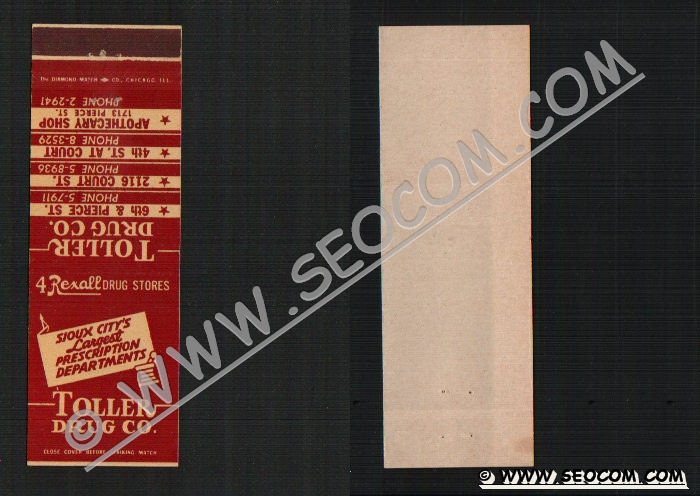 The DIAMOND MATCH CO., CHICAGO, ILL.
PHONE 2-2941
1713 PIERCE ST.
★ APOTHECARY SHOP
PHONE 8-3529
★ 4th ST. AT COURT
PHONE 5-8936
★ 2116 COURT ST.
PHONE 5-7911
★ 6th & PIERCE ST.
DRUG CO.
TOLLER
4 Rexall DRUG STORES
SIOUX CITY'S
Largest
PRESCRIPTION
DEPARTMENTS
TOLLER
DRUG CO.
CLOSE COVER BEFORE STRIKING MATCH
© WWW.SEOCOM.COM
© WWW.SEOCOM.COM